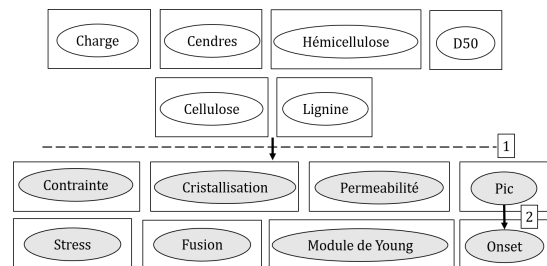 Charge Cendres Hémicellulose D50
Cellulose Lignine
1
Contrainte Cristallisation Permeabilité Pic
2
Stress Fusion Module de Young Onset